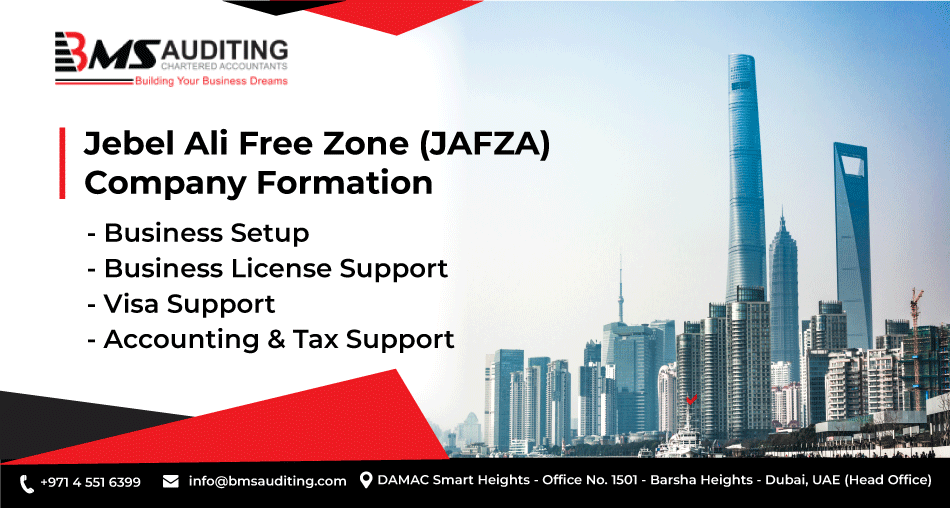 BMS AUDITING
CHARTERED ACCOUNTANTS
Building Your Business Dreams
Jebel Ali Free Zone (JAFZA)
Company Formation
- Business Setup
- Business License Support
- Visa Support
- Accounting & Tax Support
+971 4 551 6399
info@bmsauditing.com
DAMAC Smart Heights - Office No. 1501 - Barsha Heights - Dubai, UAE (Head Office)